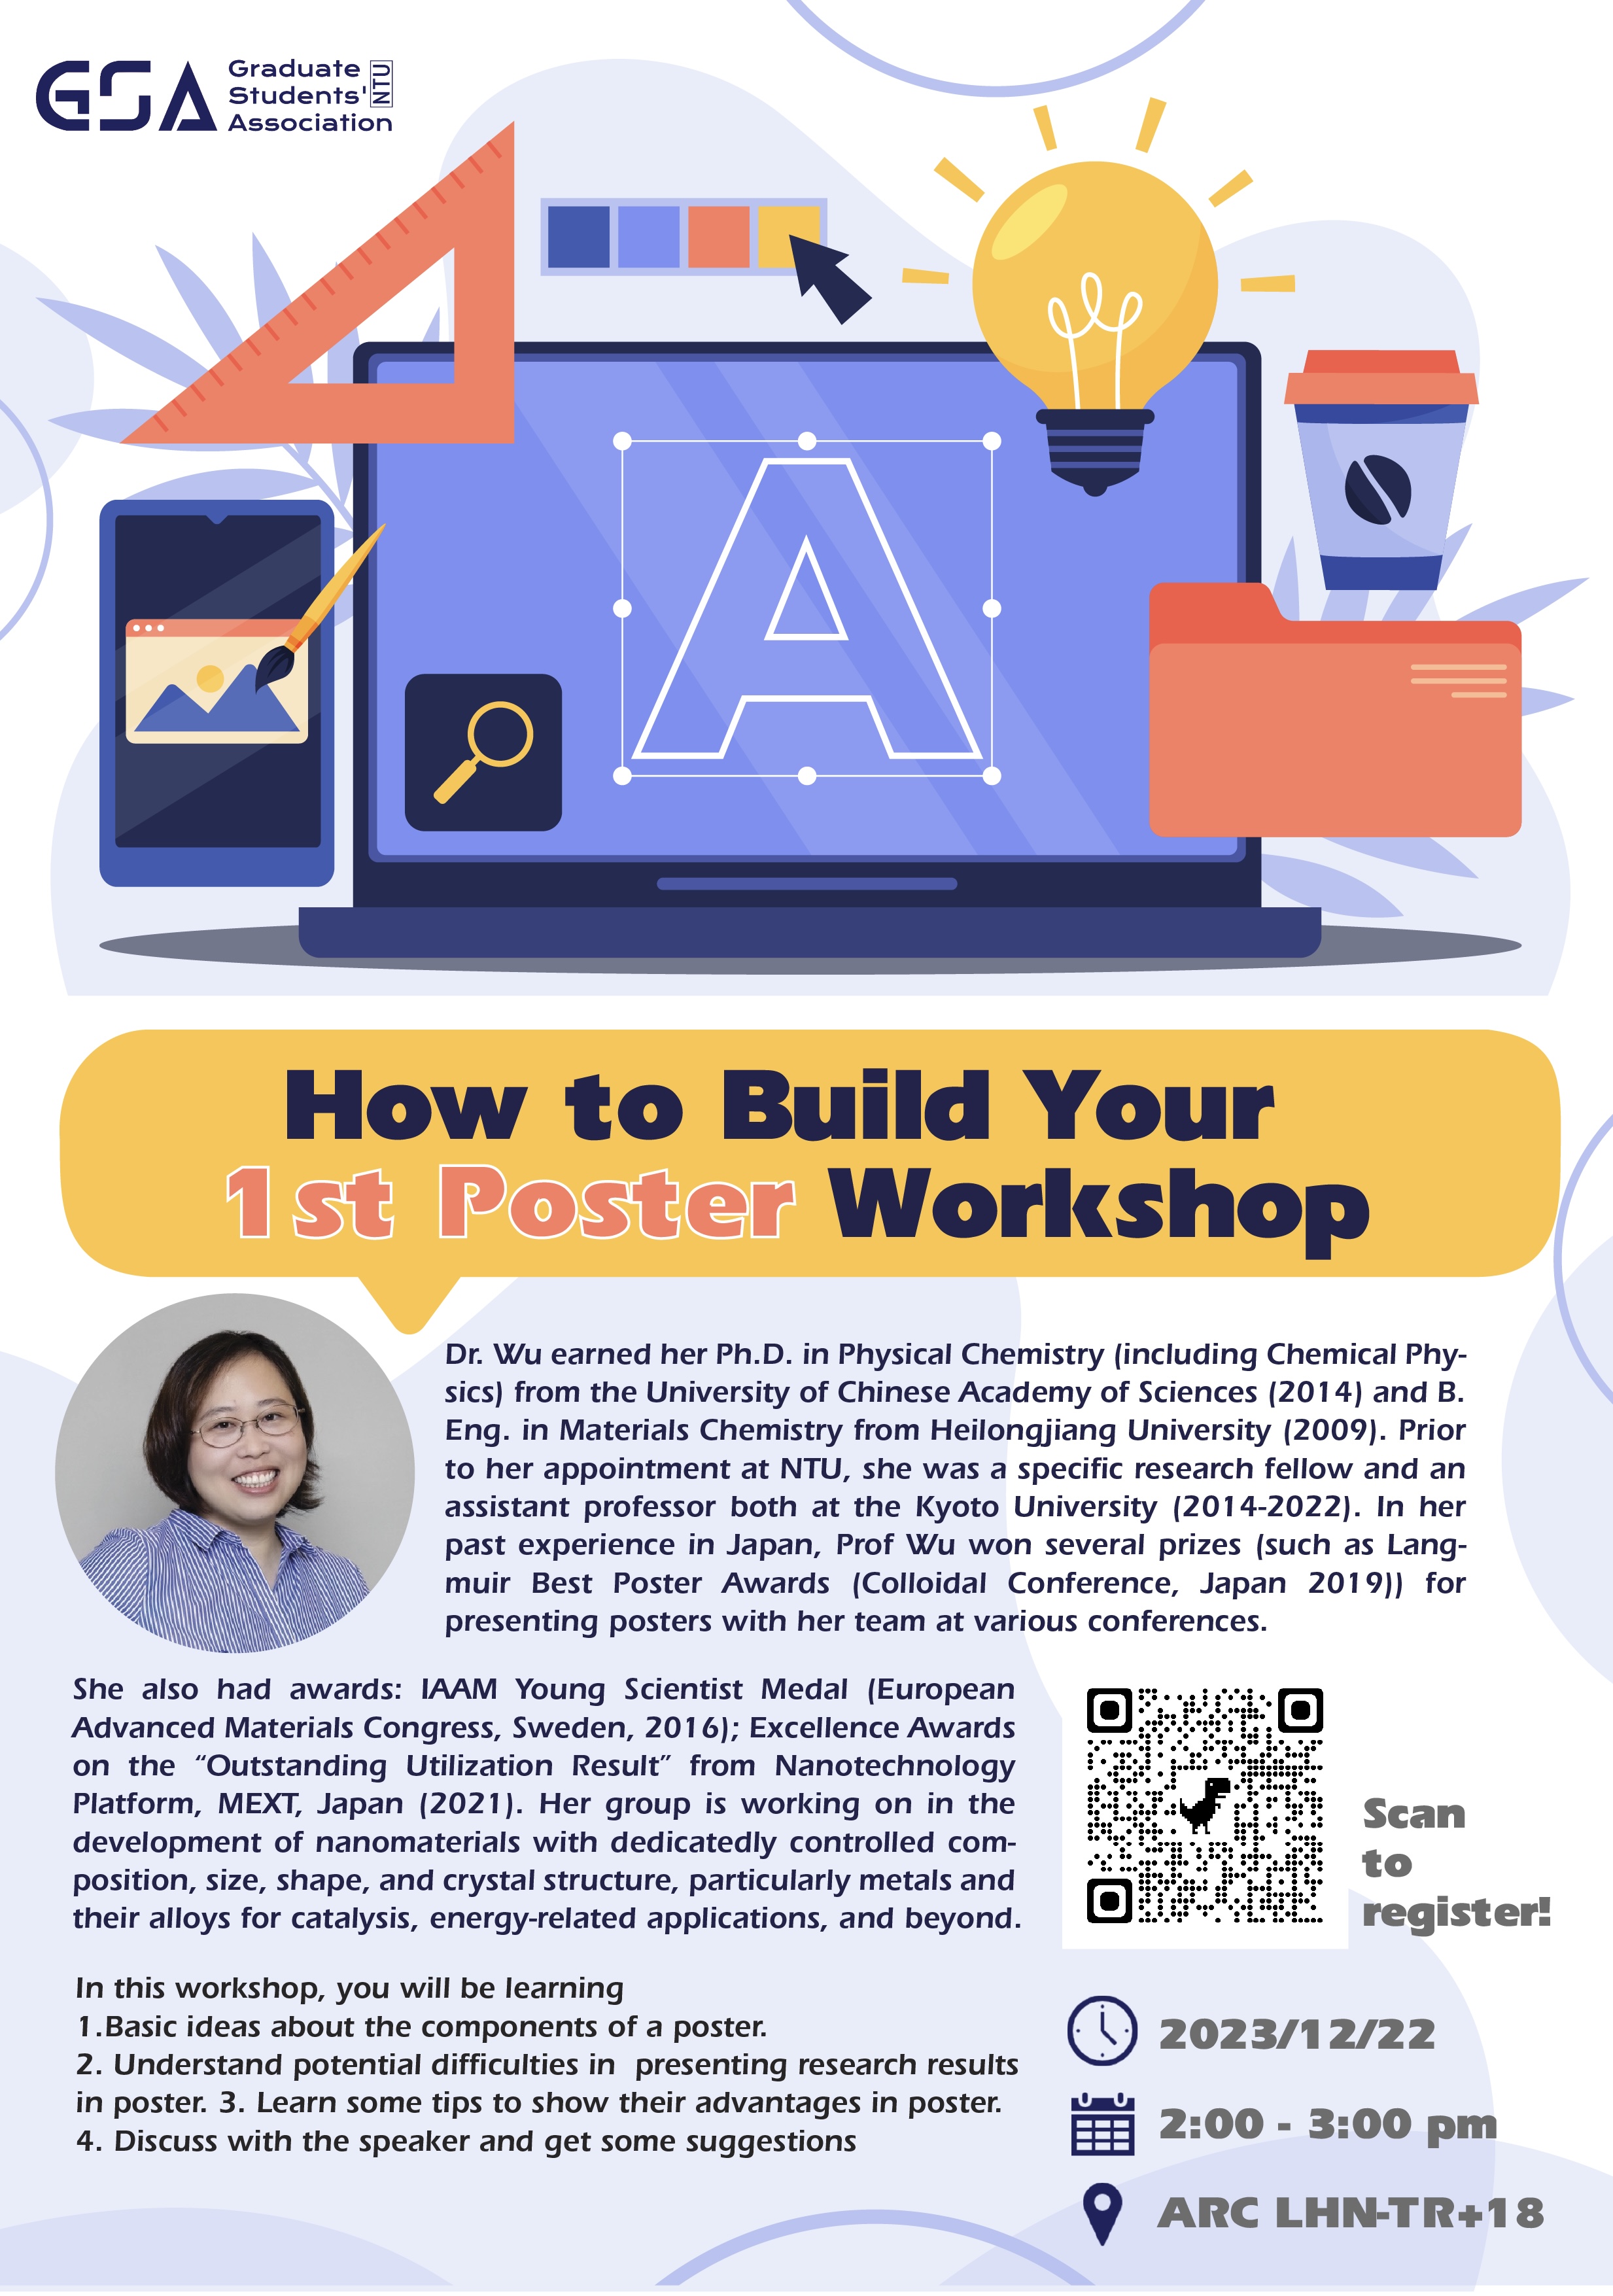 GSA
Graduate
Students'
Association
NTU
A
How to Build Your
1st Poster Workshop
Dr. Wu earned her Ph.D. in Physical Chemistry (including Chemical Phy-
sics) from the University of Chinese Academy of Sciences (2014) and B.
Eng. in Materials Chemistry from Heilongjiang University (2009). Prior
to her appointment at NTU, she was a specific research fellow and an
assistant professor both at the Kyoto University (2014-2022). In her
past experience in Japan, Prof Wu won several prizes (such as Lang-
muir Best Poster Awards (Colloidal Conference, Japan 2019)) for
presenting posters with her team at various conferences.
She also had awards: IAAM Young Scientist Medal (European
Advanced Materials Congress, Sweden, 2016); Excellence Awards
on the “Outstanding Utilization Result” from Nanotechnology
Platform, MEXT, Japan (2021). Her group is working on in the
development of nanomaterials with dedicatedly controlled com-
position, size, shape, and crystal structure, particularly metals and
their alloys for catalysis, energy-related applications, and beyond.
Scan
to
register!
In this workshop, you will be learning
1.Basic ideas about the components of a poster.
2. Understand potential difficulties in  presenting research results
in poster. 3. Learn some tips to show their advantages in poster.
4. Discuss with the speaker and get some suggestions
2023/12/22
2:00 - 3:00 pm
ARC LHN-TR+18